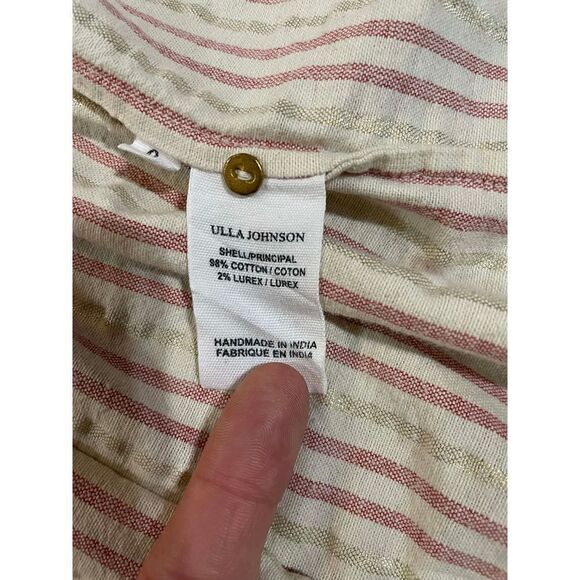 ULLA JOHNSON
SHELL/PRINCIPAL
98% COTTON / COTON
2% LUREX / LUREX
HANDMADE IN INDIA
FABRIQUE EN INDIA